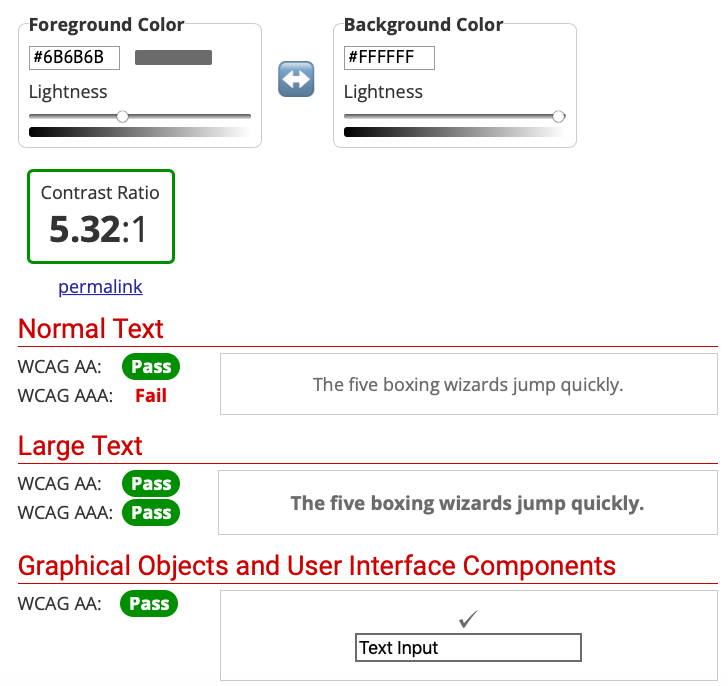 Foreground Color
#6B6B6B
Lightness
Background Color
#FFFFFF
Lightness
Contrast Ratio
5.32:1
permalink
Normal Text
WCAG AA: Pass
WCAG AAA: Fail
The five boxing wizards jump quickly.
Large Text
WCAG AA: Pass
WCAG AAA: Pass
The five boxing wizards jump quickly.
Graphical Objects and User Interface Components
WCAG AA: Pass
Text Input